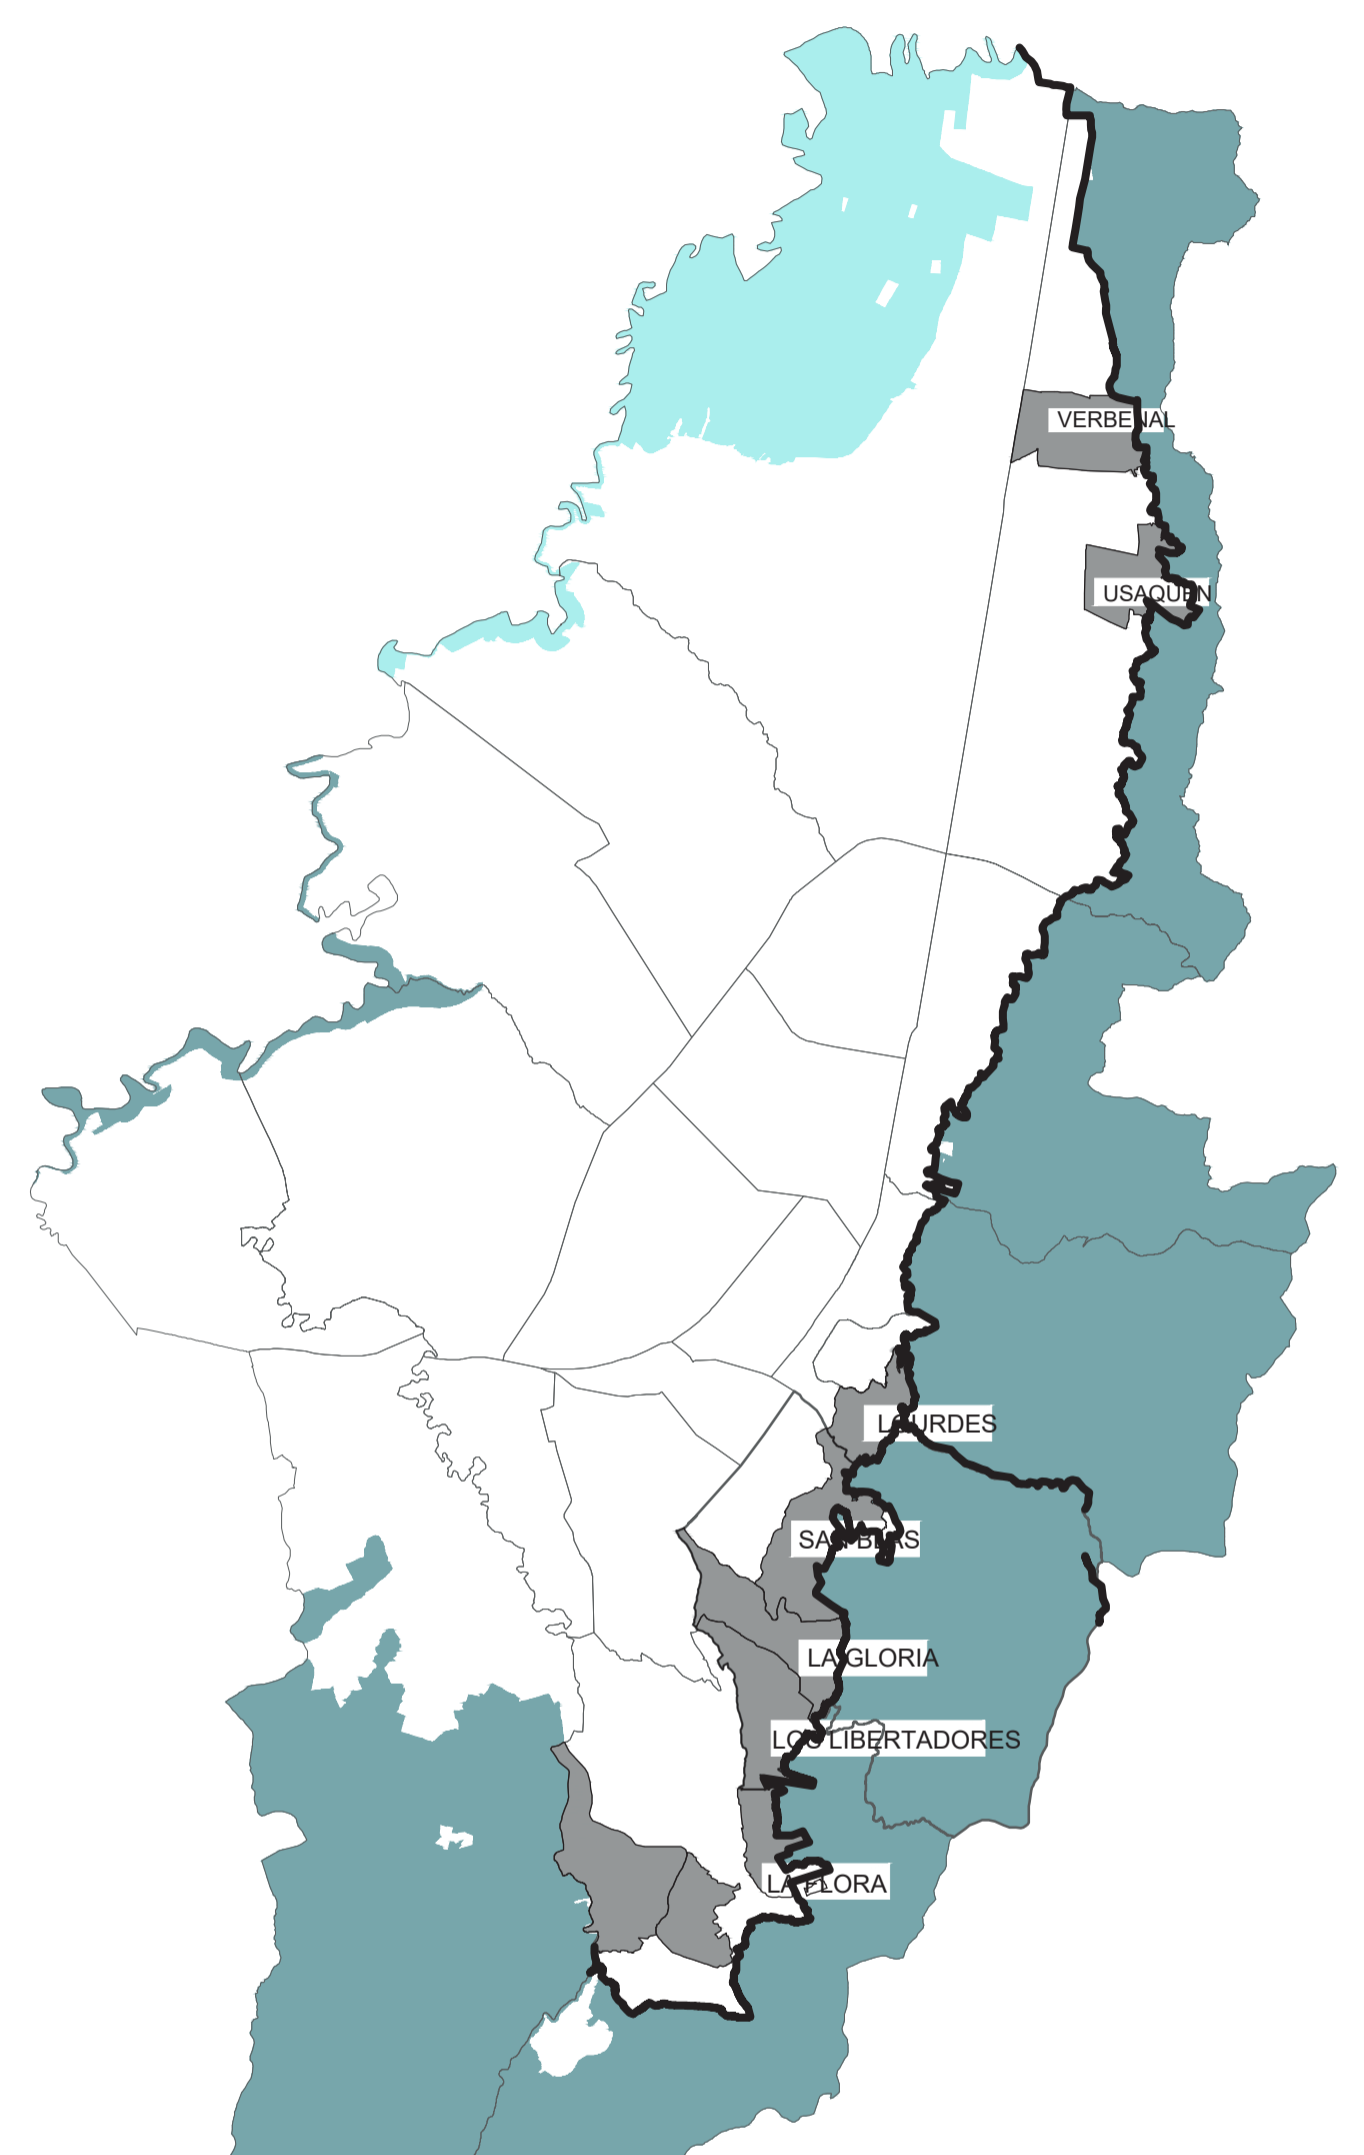 VERBENAL
USAQUEN
LOURDES
SAN BLAS
LA GLORIA
LOS LIBERTADORES
LA FLORA